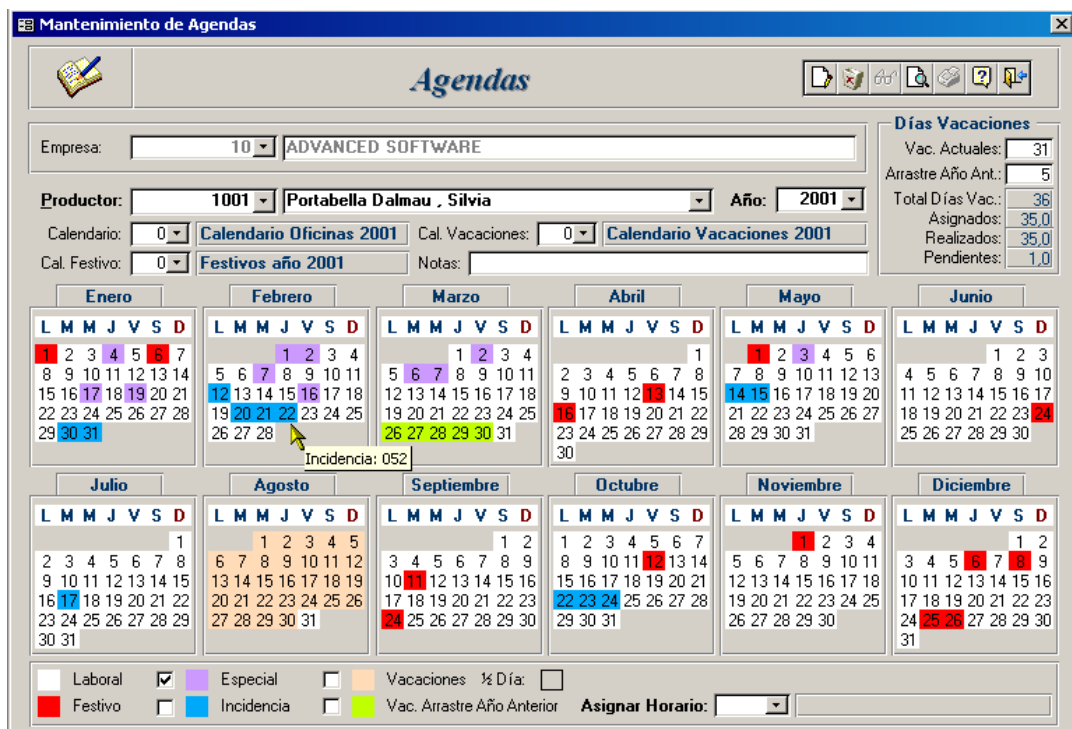 Mantenimiento de Agendas
Agendas
Empresa: 10 ADVANCED SOFTWARE
Días Vacaciones
Vac. Actuales: 31
Arrastre Año Ant.: 5
Total Días Vac.: 36
Asignados: 35,0
Realizados: 35,0
Pendientes: 1,0
Productor: 1001 Portabella Dalmau , Silvia Año: 2001
Calendario: 0 Calendario Oficinas 2001 Cal. Vacaciones: 0 Calendario Vacaciones 2001
Cal. Festivo: 0 Festivos año 2001 Notas:
Enero
L M M J V S D
1 2 3 4 5 6 7
8 9 10 11 12 13 14
15 16 17 18 19 20 21
22 23 24 25 26 27 28
29 30 31
Febrero
L M M J V S D
1 2 3 4
5 6 7 8 9 10 11
12 13 14 15 16 17 18
19 20 21 22 23 24 25
26 27 28
Incidencia: 052
Marzo
L M M J V S D
1 2 3 4
5 6 7 8 9 10 11
12 13 14 15 16 17 18
19 20 21 22 23 24 25
26 27 28 29 30 31
Abril
L M M J V S D
1
2 3 4 5 6 7 8
9 10 11 12 13 14 15
16 17 18 19 20 21 22
23 24 25 26 27 28 29
30
Mayo
L M M J V S D
1 2 3 4 5 6
7 8 9 10 11 12 13
14 15 16 17 18 19 20
21 22 23 24 25 26 27
28 29 30 31
Junio
L M M J V S D
1 2 3
4 5 6 7 8 9 10
11 12 13 14 15 16 17
18 19 20 21 22 23 24
25 26 27 28 29 30
Julio
L M M J V S D
1
2 3 4 5 6 7 8
9 10 11 12 13 14 15
16 17 18 19 20 21 22
23 24 25 26 27 28 29
30 31
Agosto
L M M J V S D
1 2 3 4 5
6 7 8 9 10 11 12
13 14 15 16 17 18 19
20 21 22 23 24 25 26
27 28 29 30 31
Septiembre
L M M J V S D
1 2
3 4 5 6 7 8 9
10 11 12 13 14 15 16
17 18 19 20 21 22 23
24 25 26 27 28 29 30
Octubre
L M M J V S D
1 2 3 4 5 6 7
8 9 10 11 12 13 14
15 16 17 18 19 20 21
22 23 24 25 26 27 28
29 30 31
Noviembre
L M M J V S D
1 2 3 4
5 6 7 8 9 10 11
12 13 14 15 16 17 18
19 20 21 22 23 24 25
26 27 28 29 30
Diciembre
L M M J V S D
1 2
3 4 5 6 7 8 9
10 11 12 13 14 15 16
17 18 19 20 21 22 23
24 25 26 27 28 29 30
31
Laboral Especial Vacaciones ½ Día:
Festivo Incidencia Vac. Arrastre Año Anterior Asignar Horario: